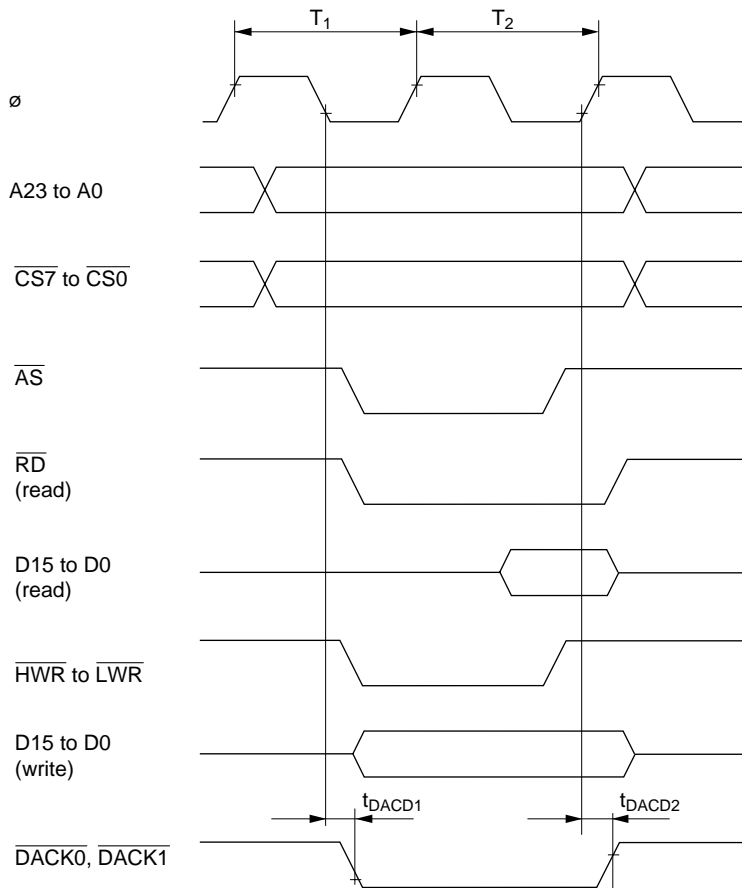 T1 T2
ø
A23 to A0
CS7 to CS0
AS
RD
(read)
D15 to D0
(read)
HWR to LWR
D15 to D0
(write)
tDACD1 tDACD2
DACK0, DACK1